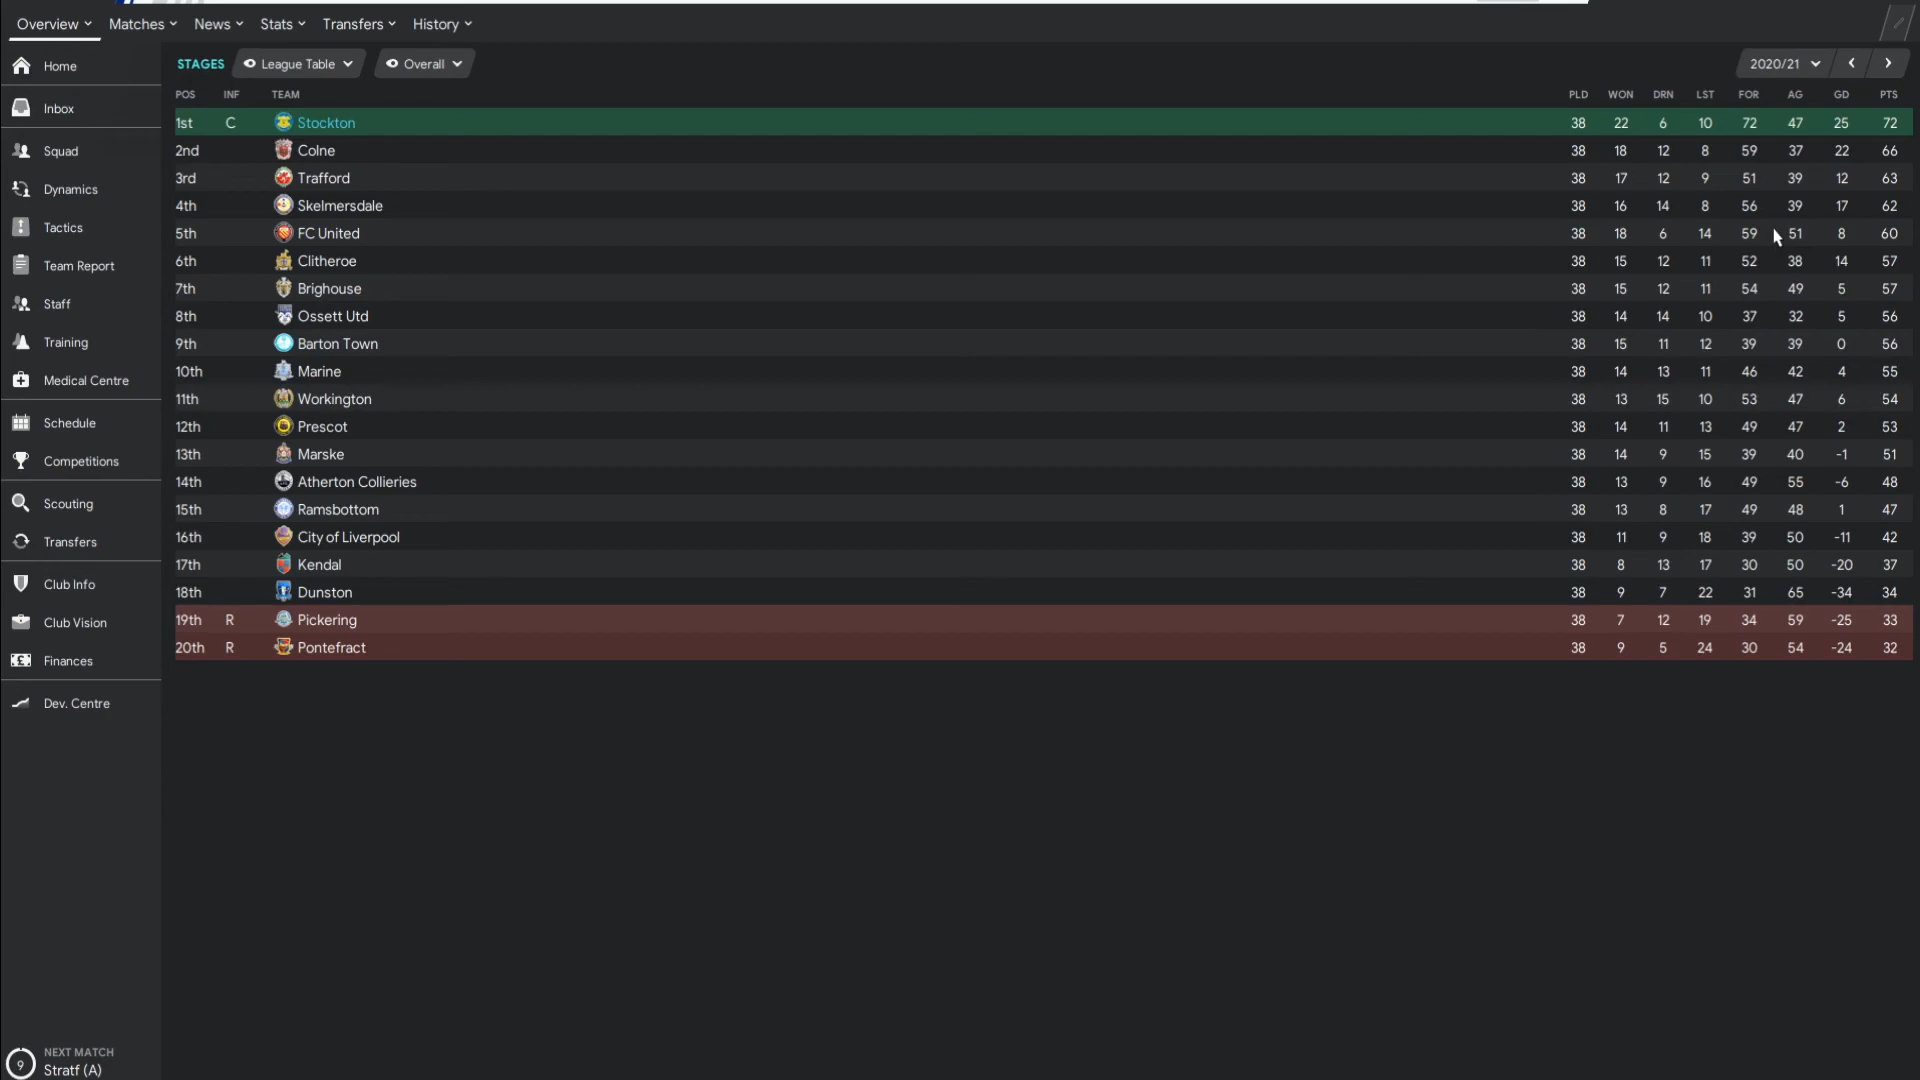 Overview Matches News Stats Transfers History
STAGES League Table Overall 2020/21
Home
Inbox
Squad
Dynamics
Tactics
Team Report
Staff
Training
Medical Centre
Schedule
Competitions
Scouting
Transfers
Club Info
Club Vision
Finances
Dev. Centre
9 NEXT MATCH
Stratf (A)
POS INF TEAM PLD WON DRN LST FOR AG GD PTS
1st C Stockton 38 22 6 10 72 47 25 72
2nd Colne 38 18 12 8 59 37 22 66
3rd Trafford 38 17 12 9 51 39 12 63
4th Skelmersdale 38 16 14 8 56 39 17 62
5th FC United 38 18 6 14 59 51 8 60
6th Clitheroe 38 15 12 11 52 38 14 57
7th Brighouse 38 15 12 11 54 49 5 57
8th Ossett Utd 38 14 14 10 37 32 5 56
9th Barton Town 38 15 11 12 39 39 0 56
10th Marine 38 14 13 11 46 42 4 55
11th Workington 38 13 15 10 53 47 6 54
12th Prescot 38 14 11 13 49 47 2 53
13th Marske 38 14 9 15 39 40 -1 51
14th Atherton Collieries 38 13 9 16 49 55 -6 48
15th Ramsbottom 38 13 8 17 49 48 1 47
16th City of Liverpool 38 11 9 18 39 50 -11 42
17th Kendal 38 8 13 17 30 50 -20 37
18th Dunston 38 9 7 22 31 65 -34 34
19th R Pickering 38 7 12 19 34 59 -25 33
20th R Pontefract 38 9 5 24 30 54 -24 32